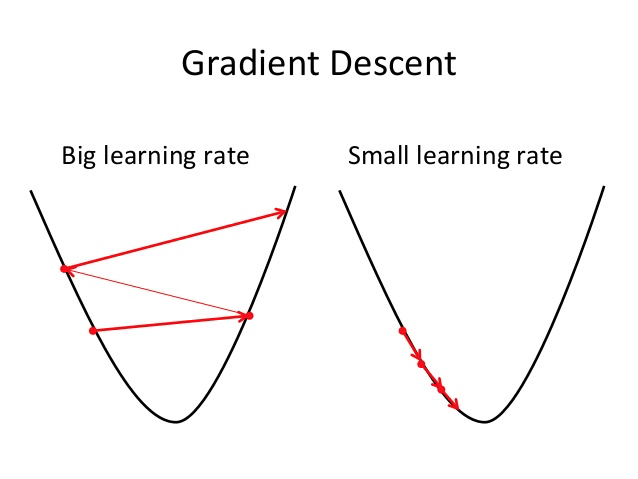 Gradient Descent
Big learning rate
Small learning rate